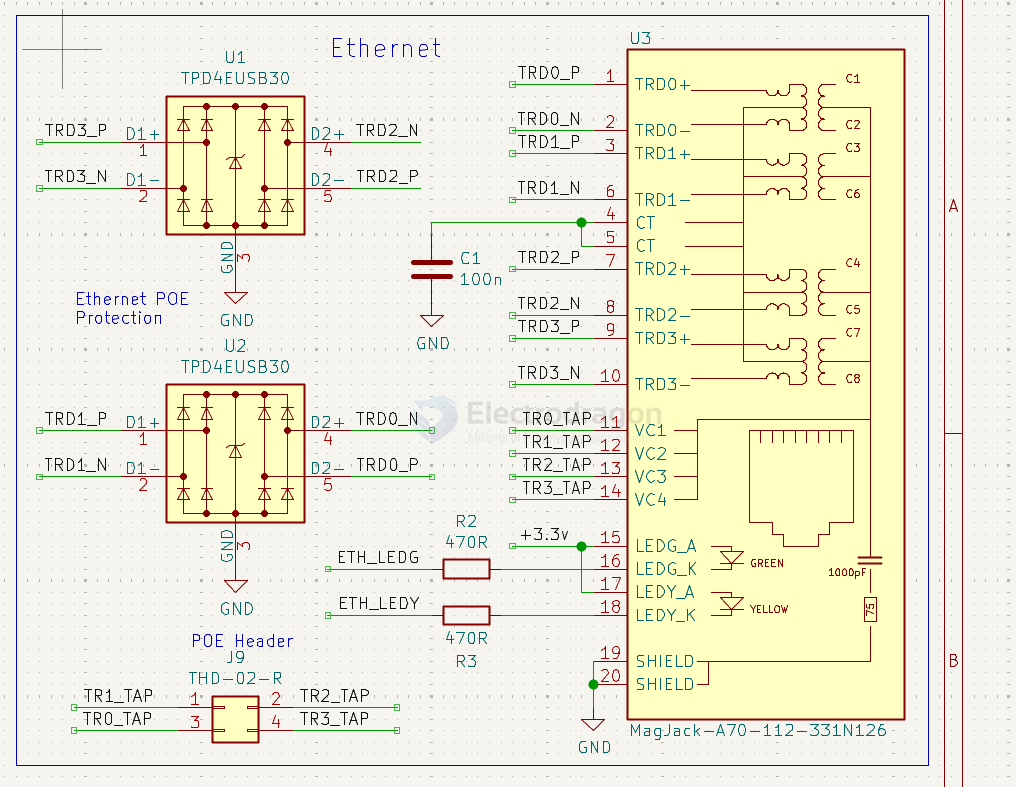 Ethernet
U1
TPD4EUSB30
TRD3_P
D1+
1
D2+
4
TRD2_N
TRD3_N
D1-
2
D2-
5
TRD2_P
GND
3
GND
Ethernet POE
Protection
U2
TPD4EUSB30
TRD1_P
D1+
1
D2+
4
TRD0_N
TRD1_N
D1-
2
D2-
5
TRD0_P
GND
3
GND
POE Header
J9
THD-02-R
TR1_TAP
1
2
TR2_TAP
TR0_TAP
3
4
TR3_TAP
C1
100n
GND
R2
470R
ETH_LEDG
ETH_LEDY
470R
R3
U3
TRD0_P
1
TRD0+
TRD0_N
2
TRD0-
TRD1_P
3
TRD1+
TRD1_N
6
TRD1-
4
CT
5
CT
TRD2_P
7
TRD2+
TRD2_N
8
TRD2-
TRD3_P
9
TRD3+
TRD3_N
10
TRD3-
TR0_TAP
11
VC1
TR1_TAP
12
VC2
TR2_TAP
13
VC3
TR3_TAP
14
VC4
+3.3v
15
LEDG_A
16
LEDG_K
17
LEDY_A
18
LEDY_K
19
SHIELD
20
SHIELD
GND
C1
C2
C3
C6
C4
C5
C7
C8
GREEN
YELLOW
1000pF
75
MagJack-A70-112-331N126
A
B
Electrodragon